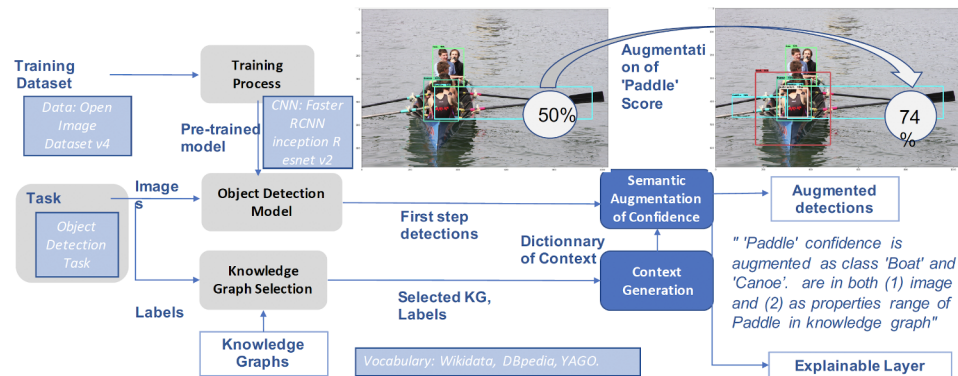 Training
Dataset
Data: Open
Image
Dataset v4
Training
Process
Pre-trained
model
CNN: Faster
RCNN
inception R
esnet v2
50%
Augmentati
on of
'Paddle'
Score
74
%
Task
Object
Detection
Task
Image
s
Labels
Object Detection
Model
First step
detections
Semantic
Augmentation
of Confidence
Augmented
detections
Dictionnary
of Context
Knowledge
Graph Selection
Selected KG,
Labels
Context
Generation
" 'Paddle' confidence is
augmented as class 'Boat' and
'Canoe’. are in both (1) image
and (2) as properties range of
Paddle in knowledge graph"
Knowledge
Graphs
Vocabulary: Wikidata, DBpedia, YAGO.
Explainable Layer